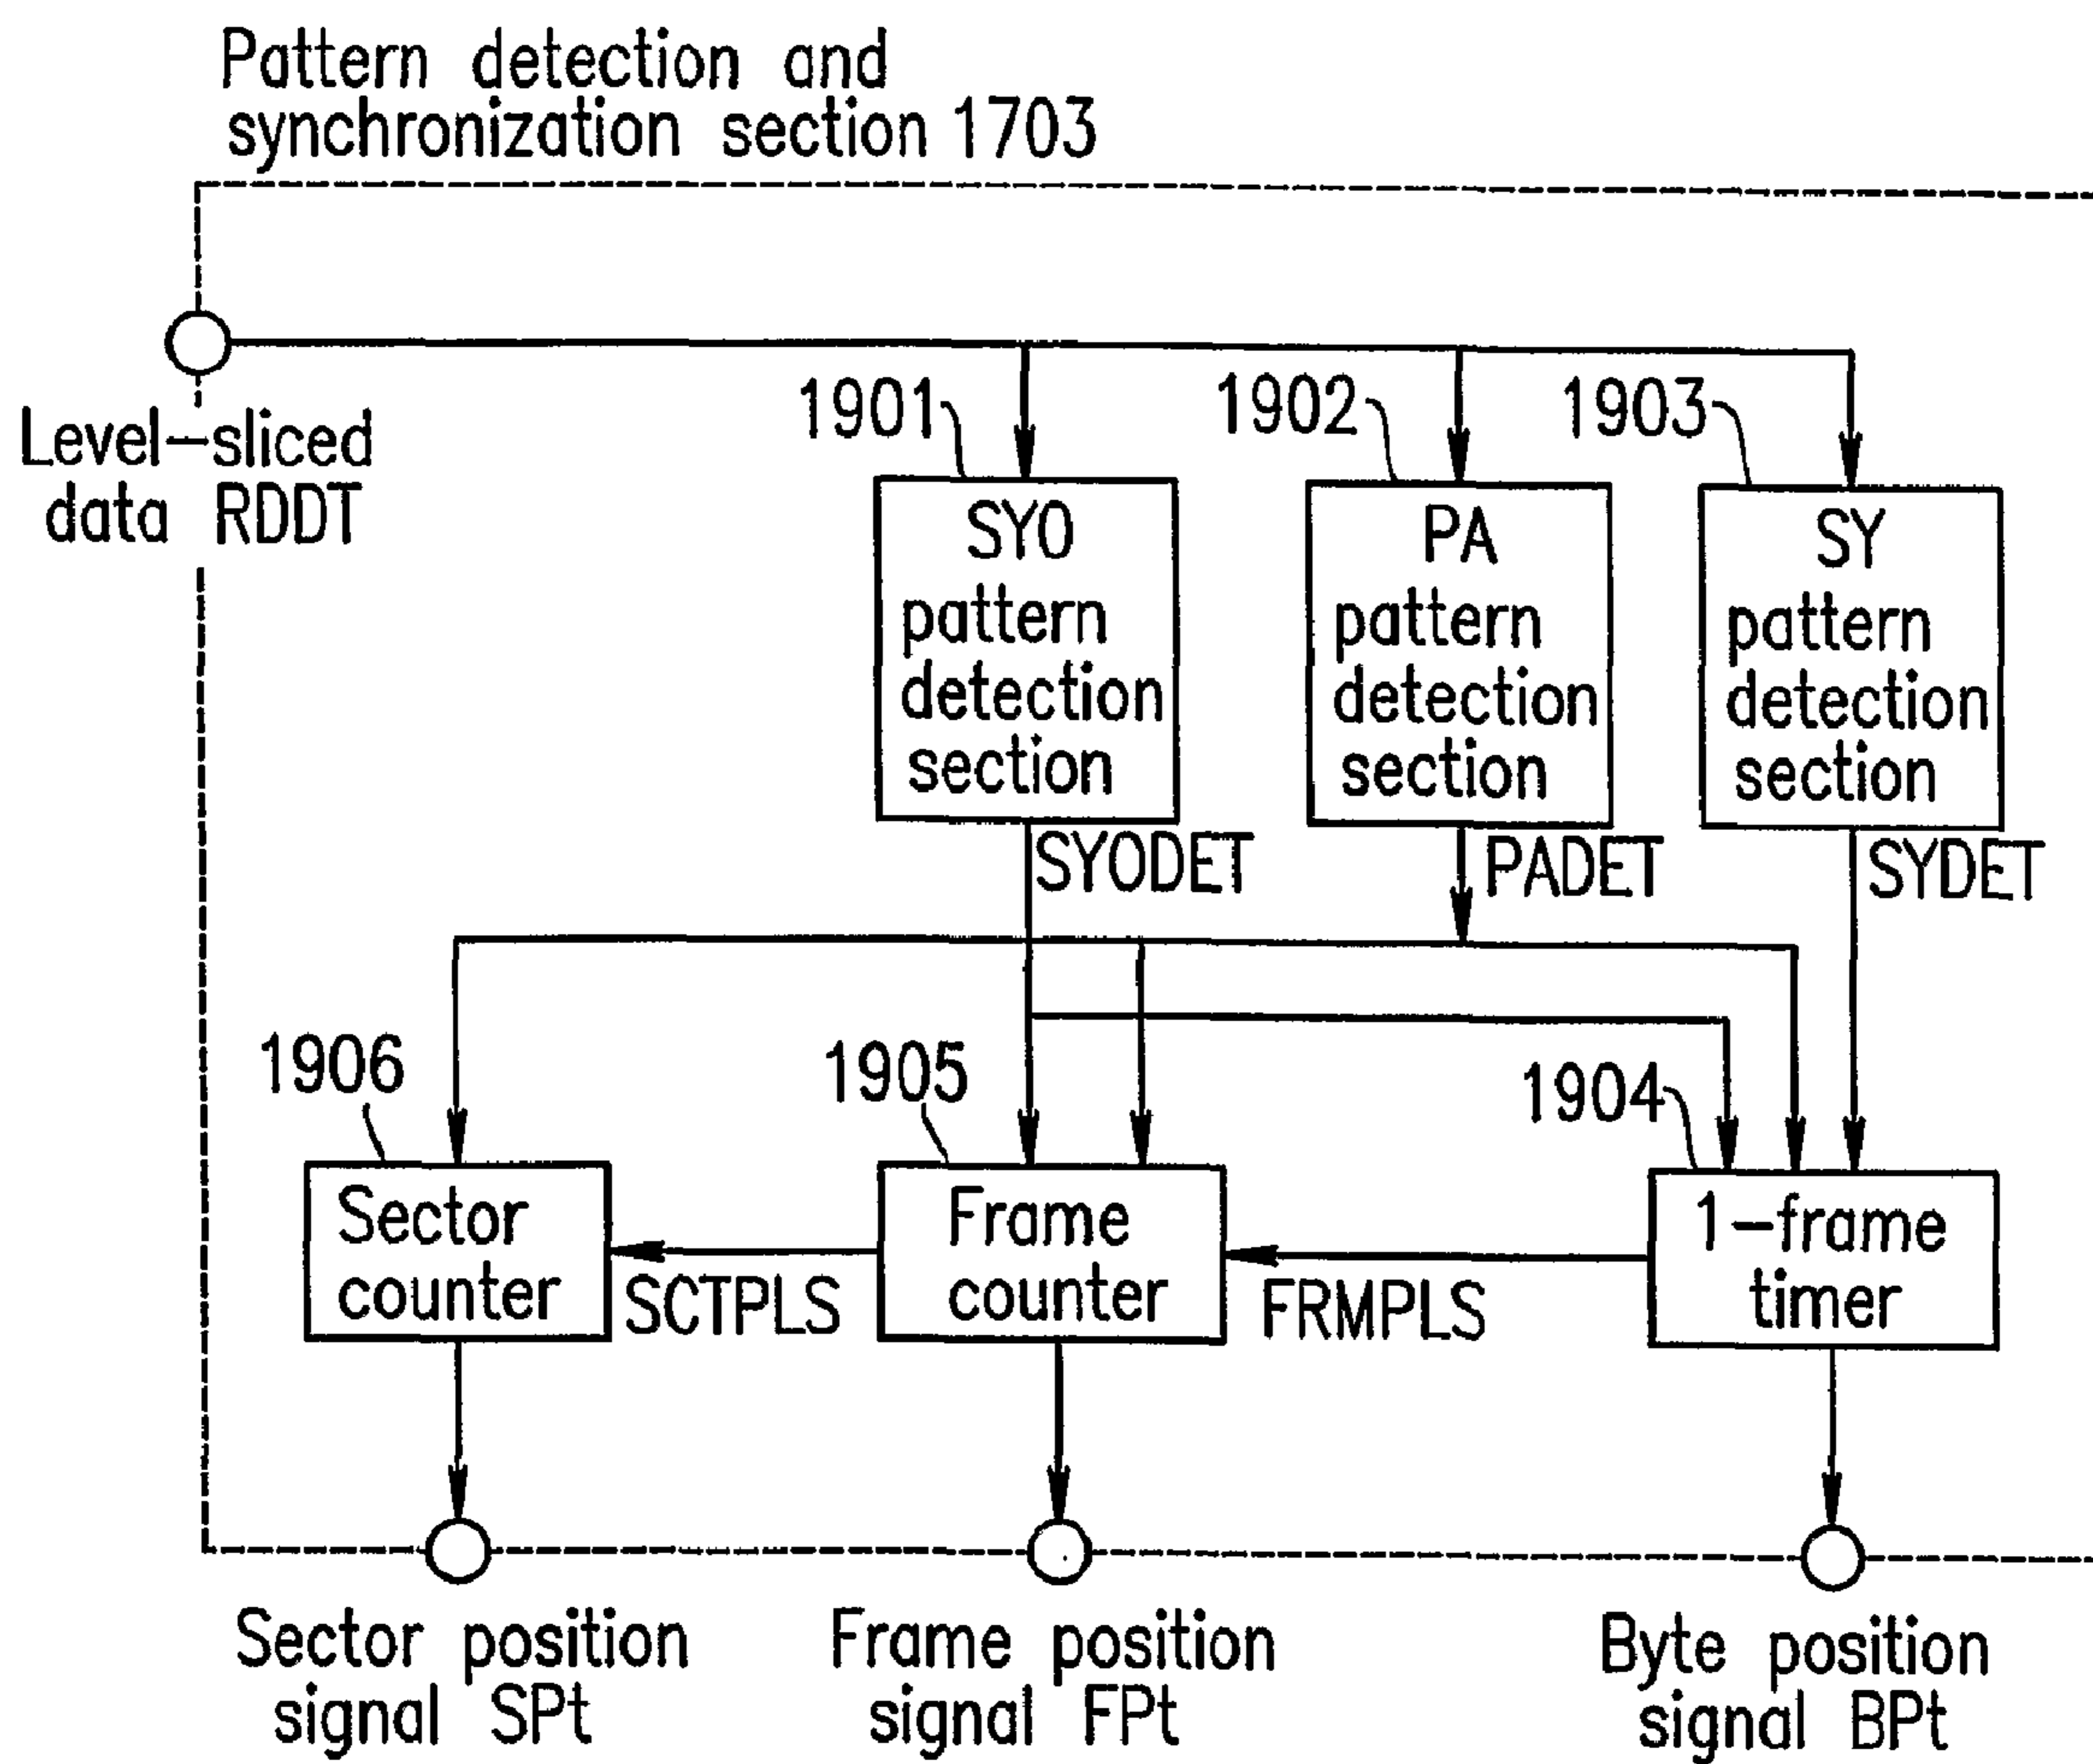 Pattern detection and
synchronization section 1703
Level-sliced
data RDDT
1901
1902
1903
SYO
pattern
detection
section
PA
pattern
detection
section
SY
pattern
detection
section
SYODET
PADET
SYDET
1906
1905
1904
Sector
counter
SCTPLS
Frame
counter
FRMPLS
1-frame
timer
Sector position
signal SPt
Frame position
signal FPt
Byte position
signal BPt